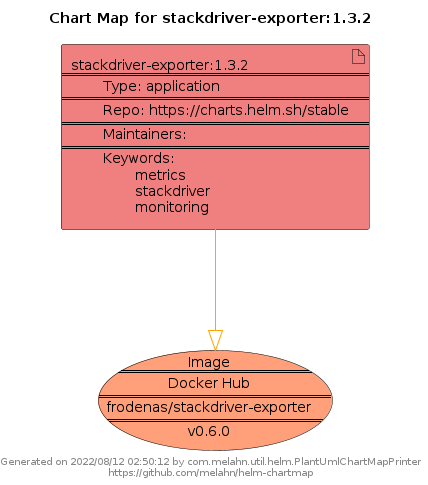 Chart Map for stackdriver-exporter:1.3.2
stackdriver-exporter:1.3.2
Type: application
Repo: https://charts.helm.sh/stable
Maintainers:
Keywords:
metrics
stackdriver
monitoring
Image
Docker Hub
frodenas/stackdriver-exporter
v0.6.0
Generated on 2022/08/12 02:50:12 by com.melahn.util.helm.PlantUmlChartMapPrinter
https://github.com/melahn/helm-chartmap